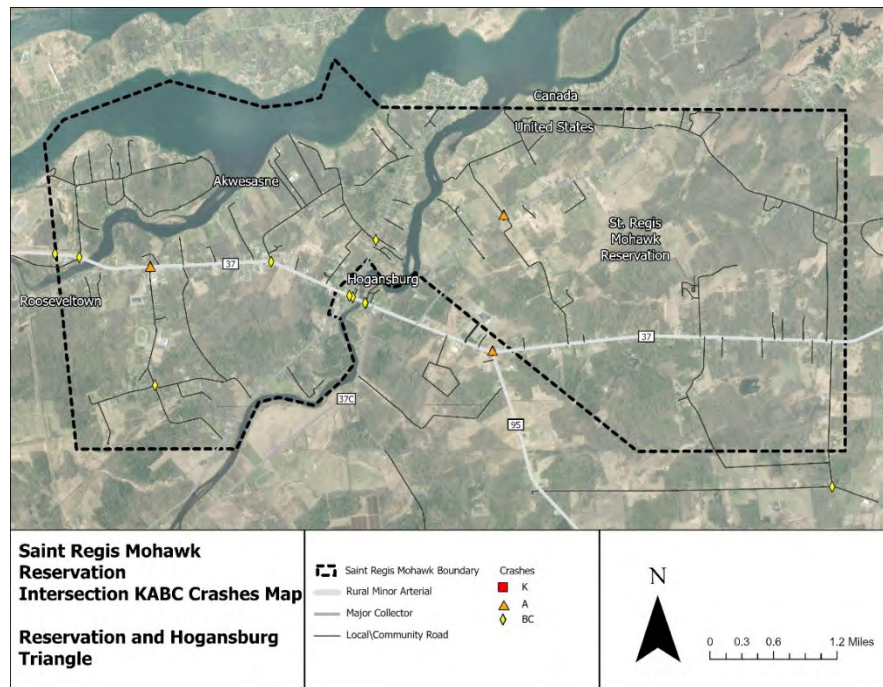 Canada
United States
Akwesasne
St. Regis
Mohawk
Reservation
37
Hogansburg
Rooseveltown
37
37C
95
Saint Regis Mohawk
Reservation
Intersection KABC Crashes Map
Reservation and Hogansburg
Triangle
Saint Regis Mohawk Boundary
Rural Minor Arterial
Major Collector
Local\Community Road
Crashes
K
A
BC
N
0 0.3 0.6 1.2 Miles